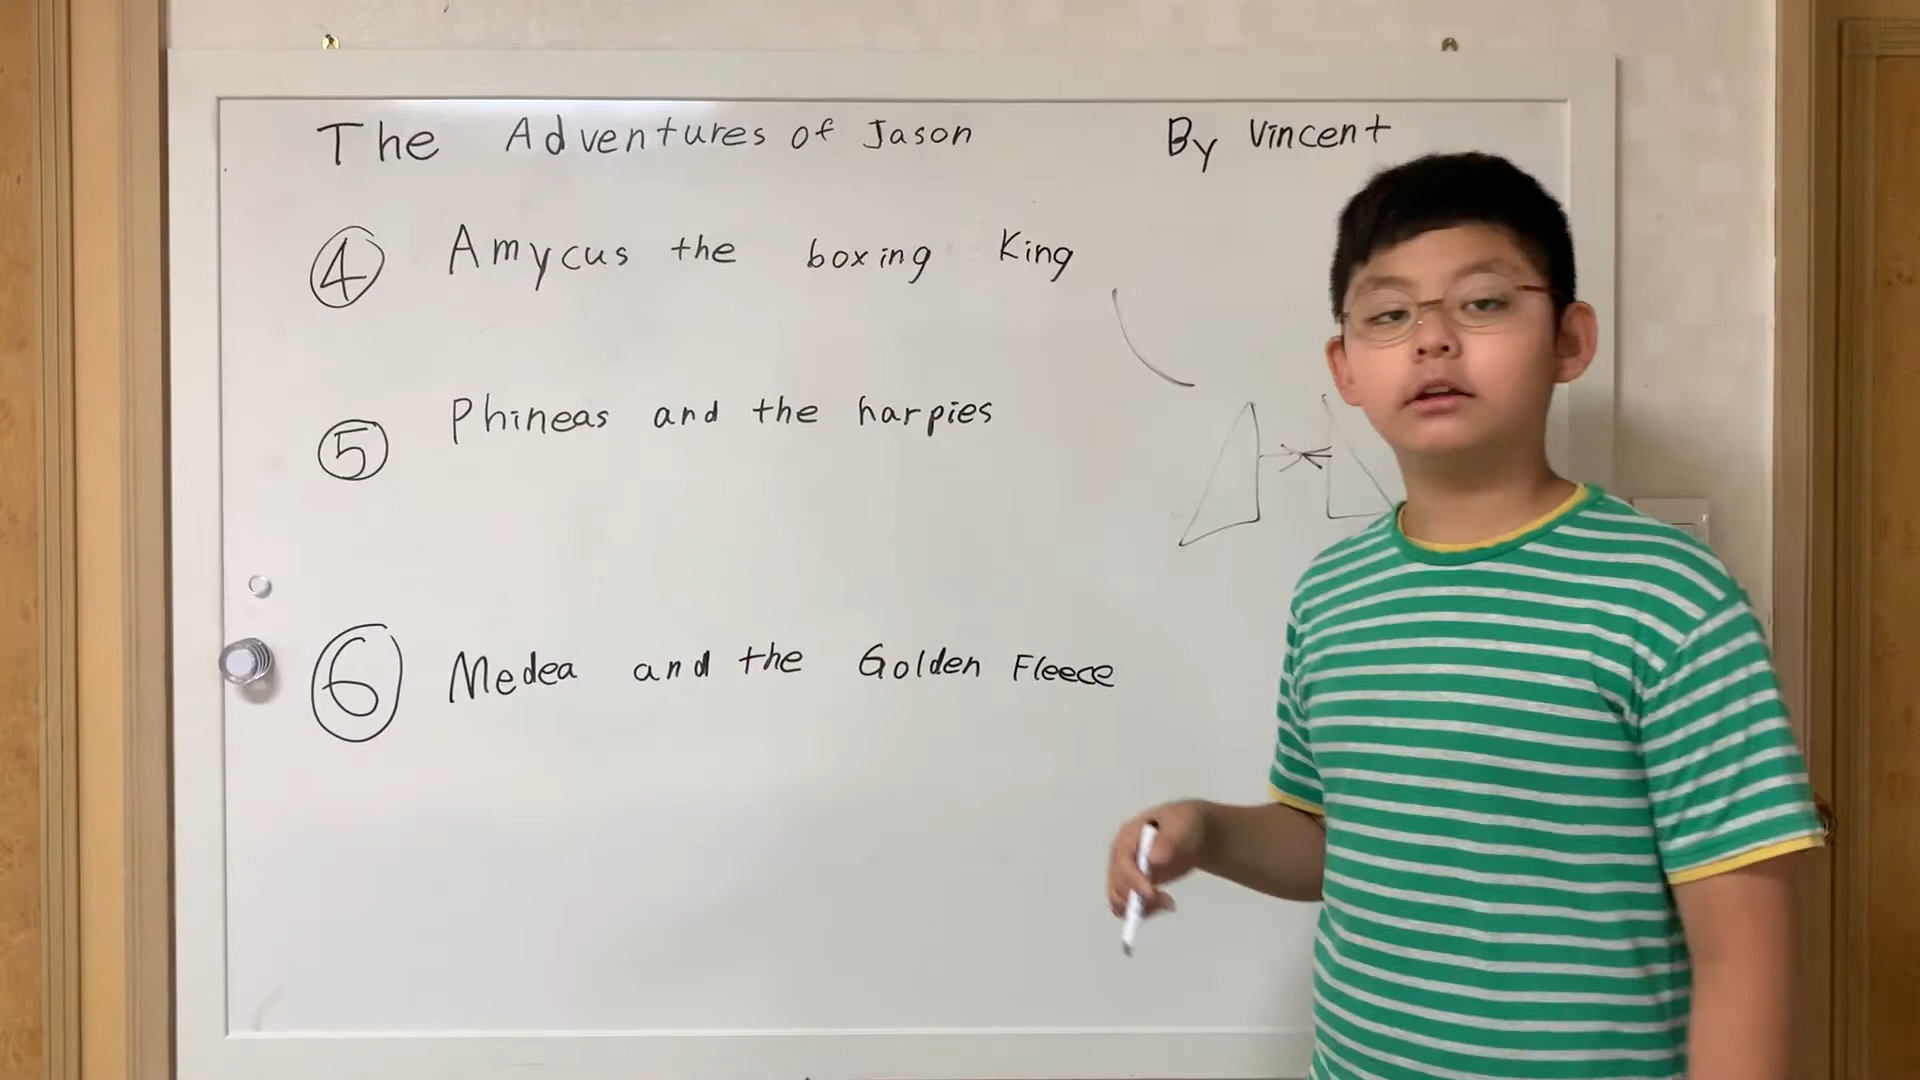 The Adventures of Jason By Vincent
4 Amycus the boxing King
5 Phineas and the harpies
6 Medea and the Golden Fleece